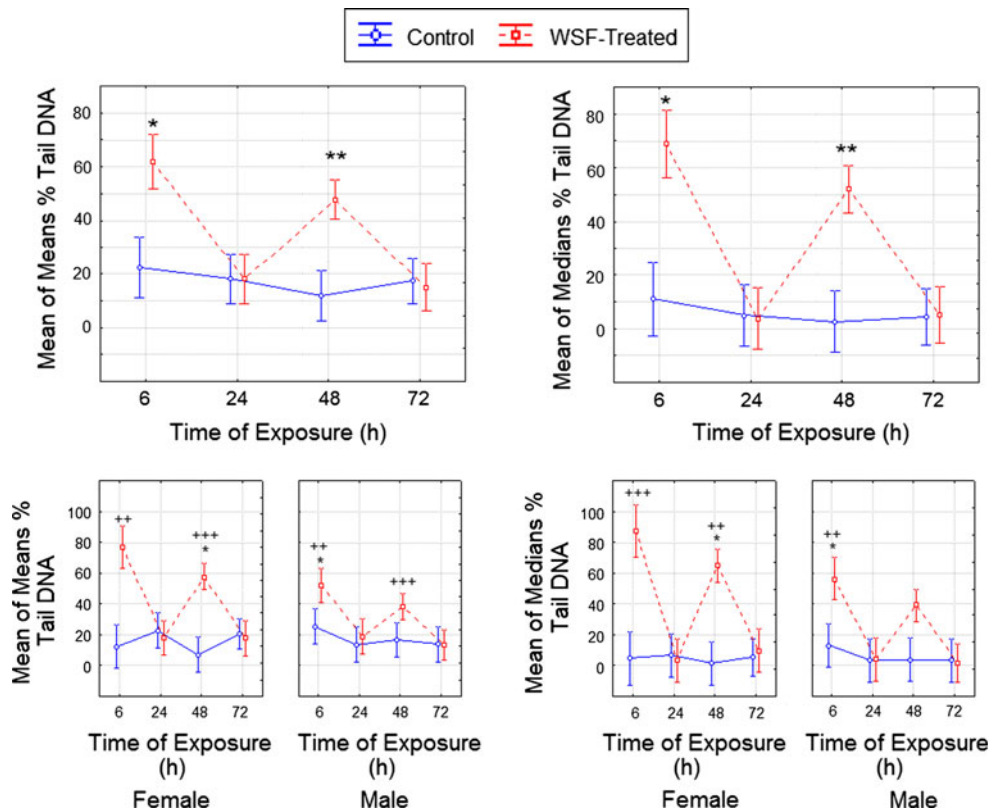 Control WSF-Treated
Mean of Means % Tail DNA
80
60
40
20
0
*
**
6 24 48 72
Time of Exposure (h)
Mean of Medians % Tail DNA
80
60
40
20
0
*
**
6 24 48 72
Time of Exposure (h)
Mean of Means %
Tail DNA
100
80
60
40
20
0
++
+++
*
6 24 48 72
Time of Exposure
(h)
Female
++
*
+++
6 24 48 72
Time of Exposure
(h)
Male
Mean of Medians %
Tail DNA
100
80
60
40
20
0
+++
++
*
6 24 48 72
Time of Exposure
(h)
Female
++
*
6 24 48 72
Time of Exposure
(h)
Male